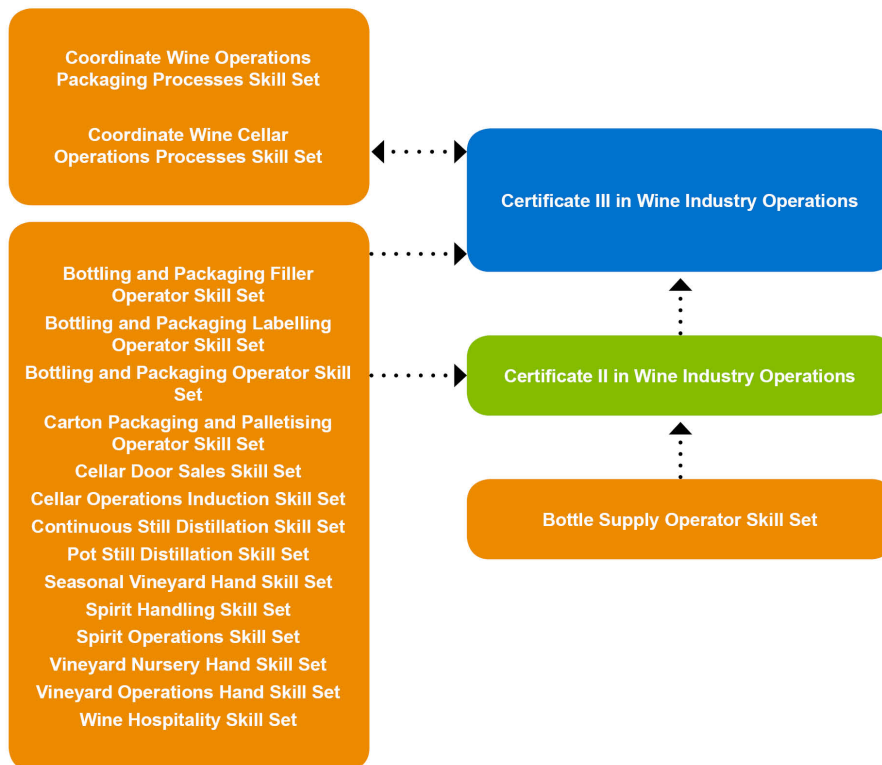 Coordinate Wine Operations
Packaging Processes Skill Set
Coordinate Wine Cellar
Operations Processes Skill Set
Certificate III in Wine Industry Operations
Bottling and Packaging Filler
Operator Skill Set
Bottling and Packaging Labelling
Operator Skill Set
Bottling and Packaging Operator Skill
Set
Carton Packaging and Palletising
Operator Skill Set
Cellar Door Sales Skill Set
Cellar Operations Induction Skill Set
Continuous Still Distillation Skill Set
Pot Still Distillation Skill Set
Seasonal Vineyard Hand Skill Set
Spirit Handling Skill Set
Spirit Operations Skill Set
Vineyard Nursery Hand Skill Set
Vineyard Operations Hand Skill Set
Wine Hospitality Skill Set
Certificate II in Wine Industry Operations
Bottle Supply Operator Skill Set